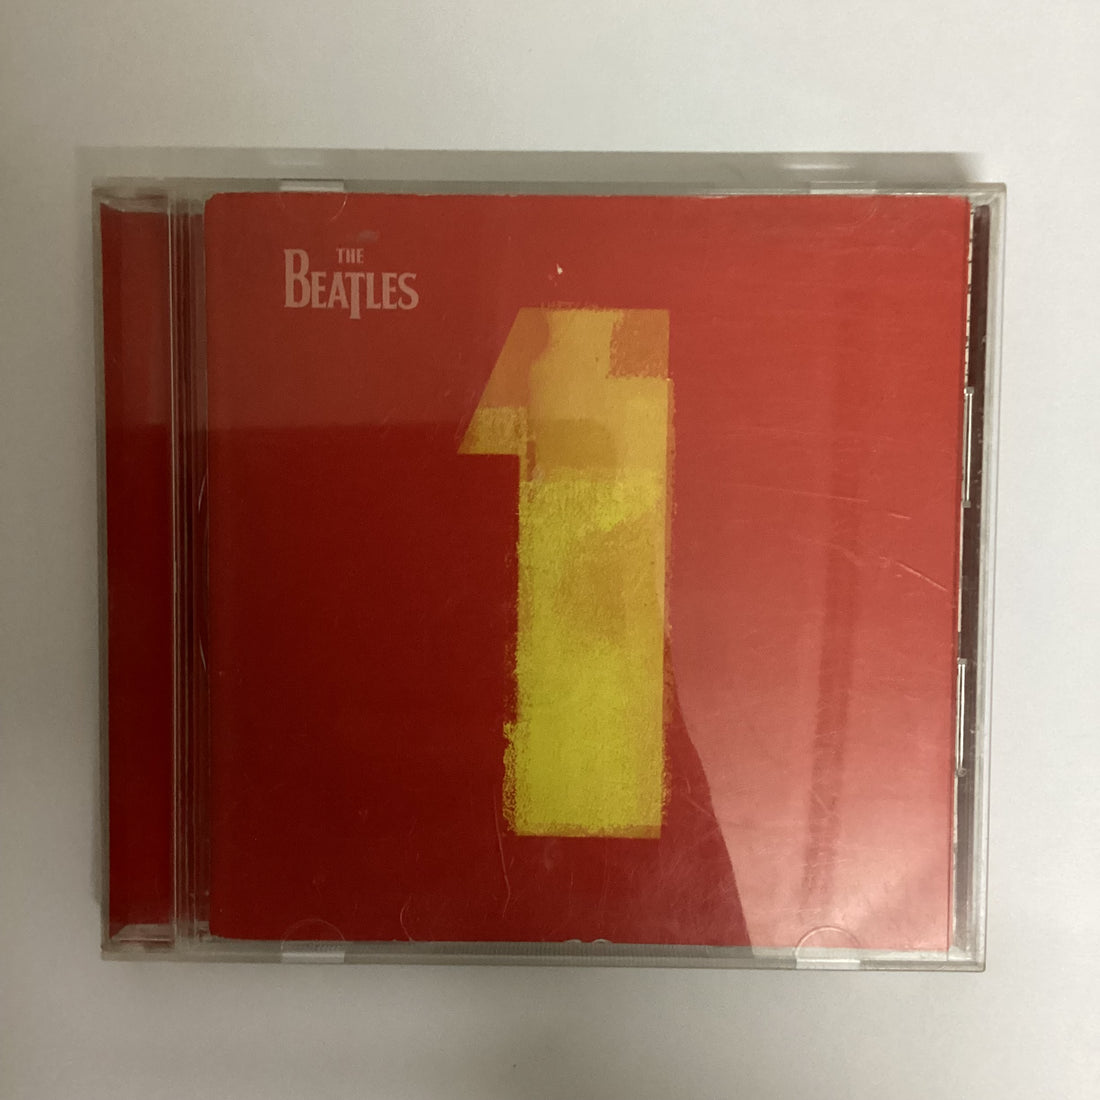 THE
BEATLES
1